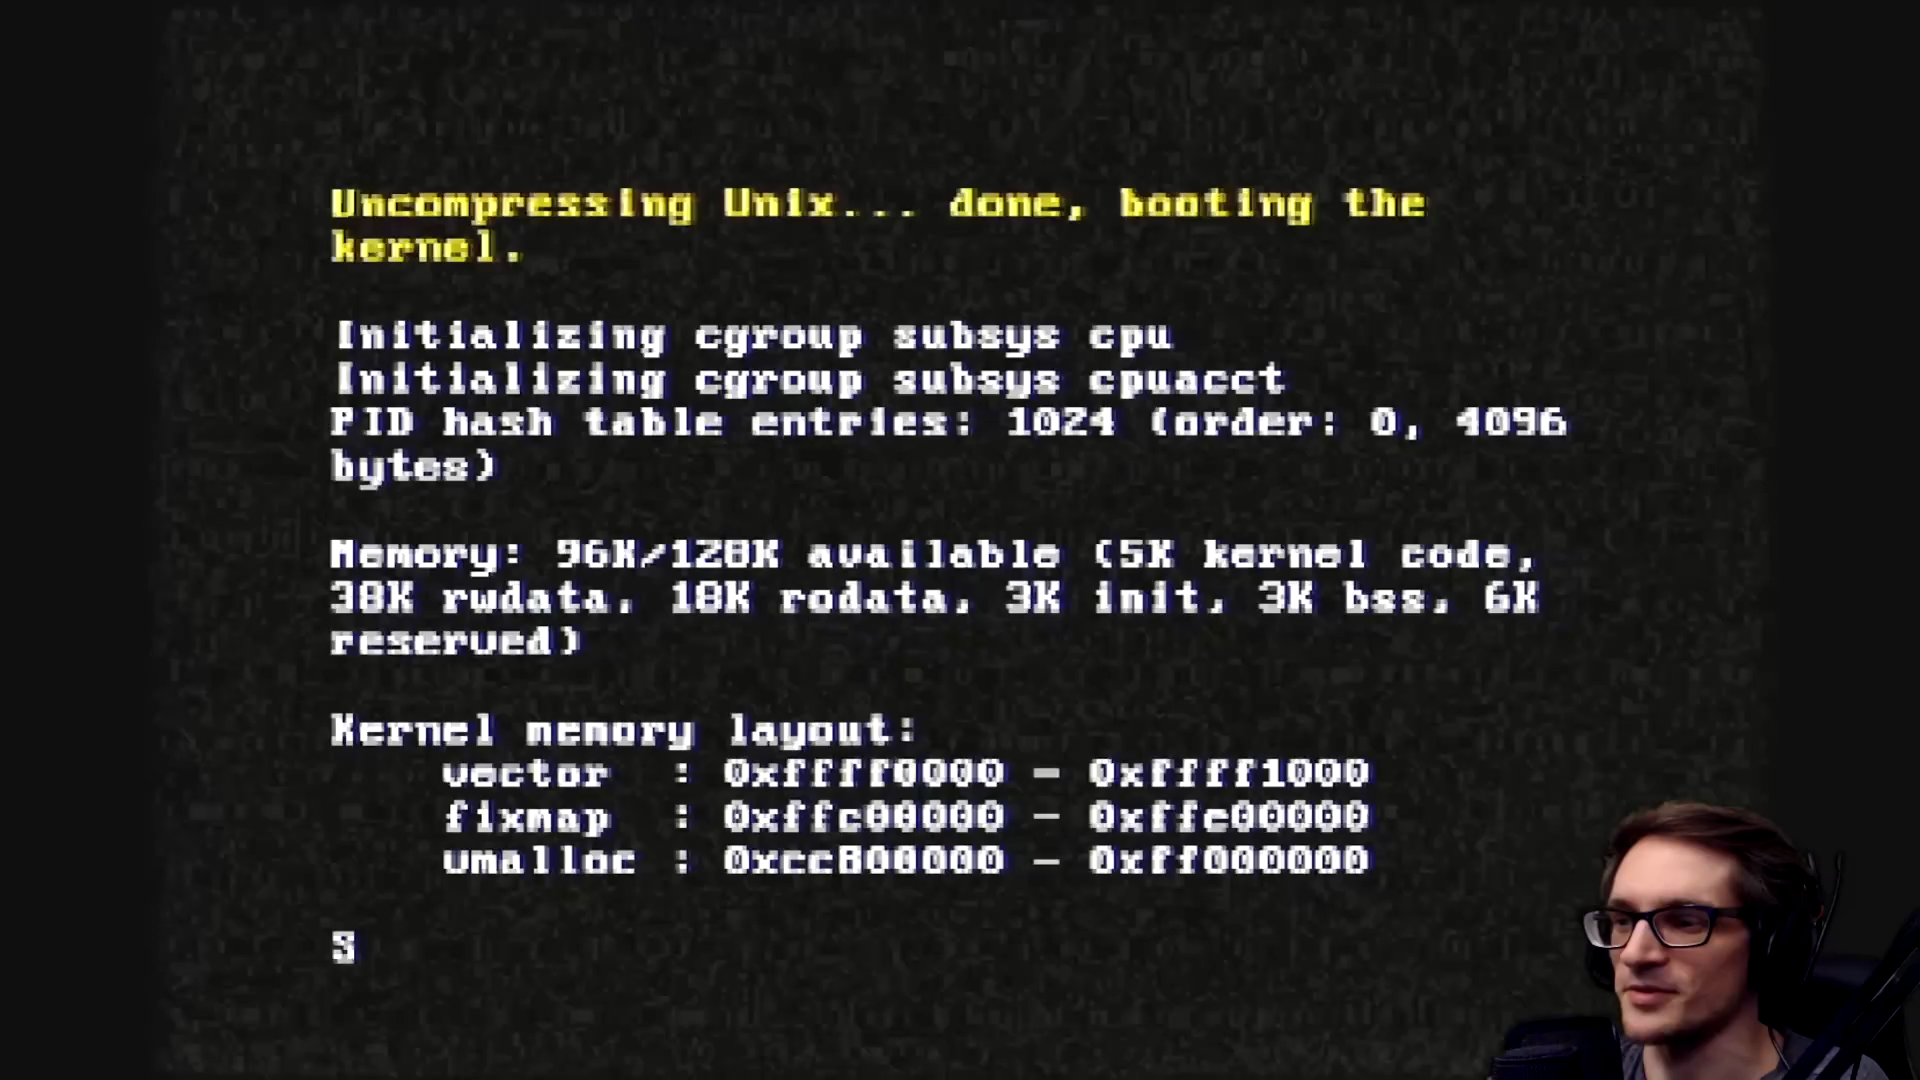 Uncompressing Unix... done, booting the
kernel.
Initializing cgroup subsys cpu
Initializing cgroup subsys cpuacct
PID hash table entries: 1024 (order: 0, 4096
bytes)
Memory: 96K/128K available (5K kernel code,
38K rwdata, 18K rodata, 3K init, 3K bss, 6K
reserved)
Kernel memory layout:
vector : 0xffff0000 - 0xffff1000
fixmap : 0xffc00000 - 0xffe00000
vmalloc : 0xcc800000 - 0xff000000
S